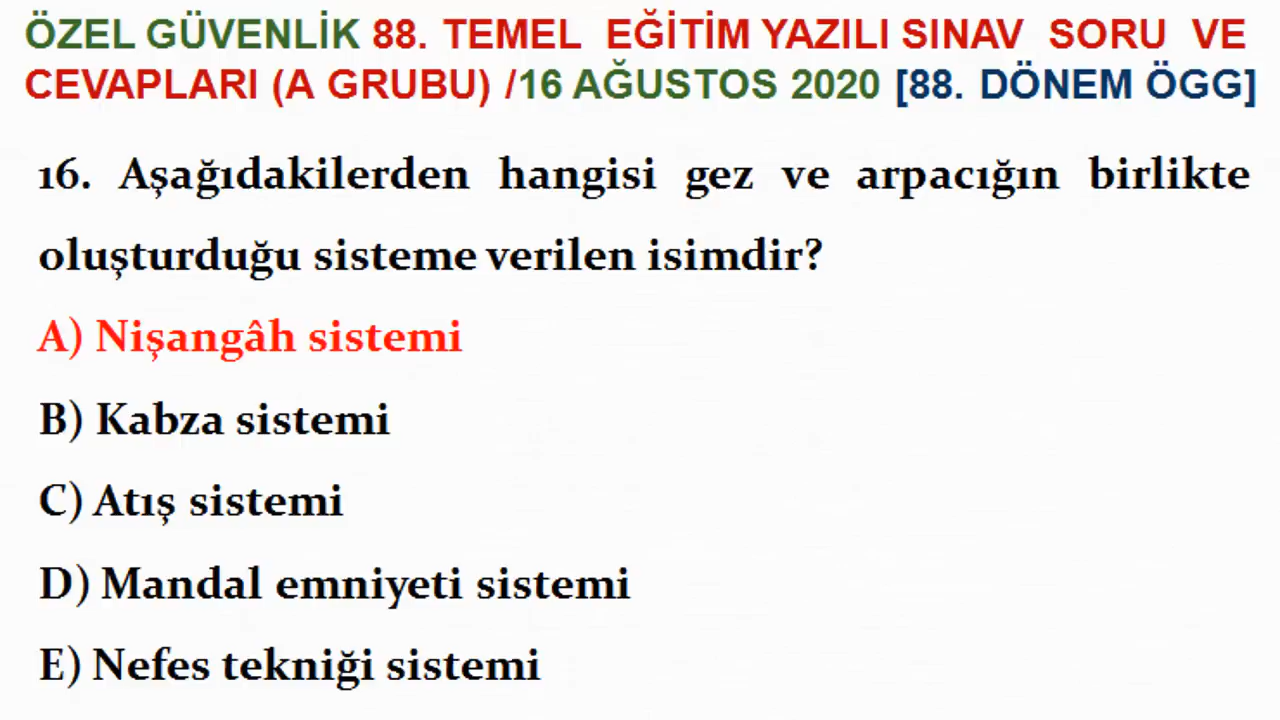 ÖZEL GÜVENLİK 88. TEMEL EĞİTİM YAZILI SINAV SORU VE
CEVAPLARI (A GRUBU) /16 AĞUSTOS 2020 [88. DÖNEM ÖGG]
16. Aşağıdakilerden hangisi gez ve arpacığın birlikte
oluşturduğu sisteme verilen isimdir?
A) Nişangâh sistemi
B) Kabza sistemi
C) Atış sistemi
D) Mandal emniyeti sistemi
E) Nefes tekniği sistemi